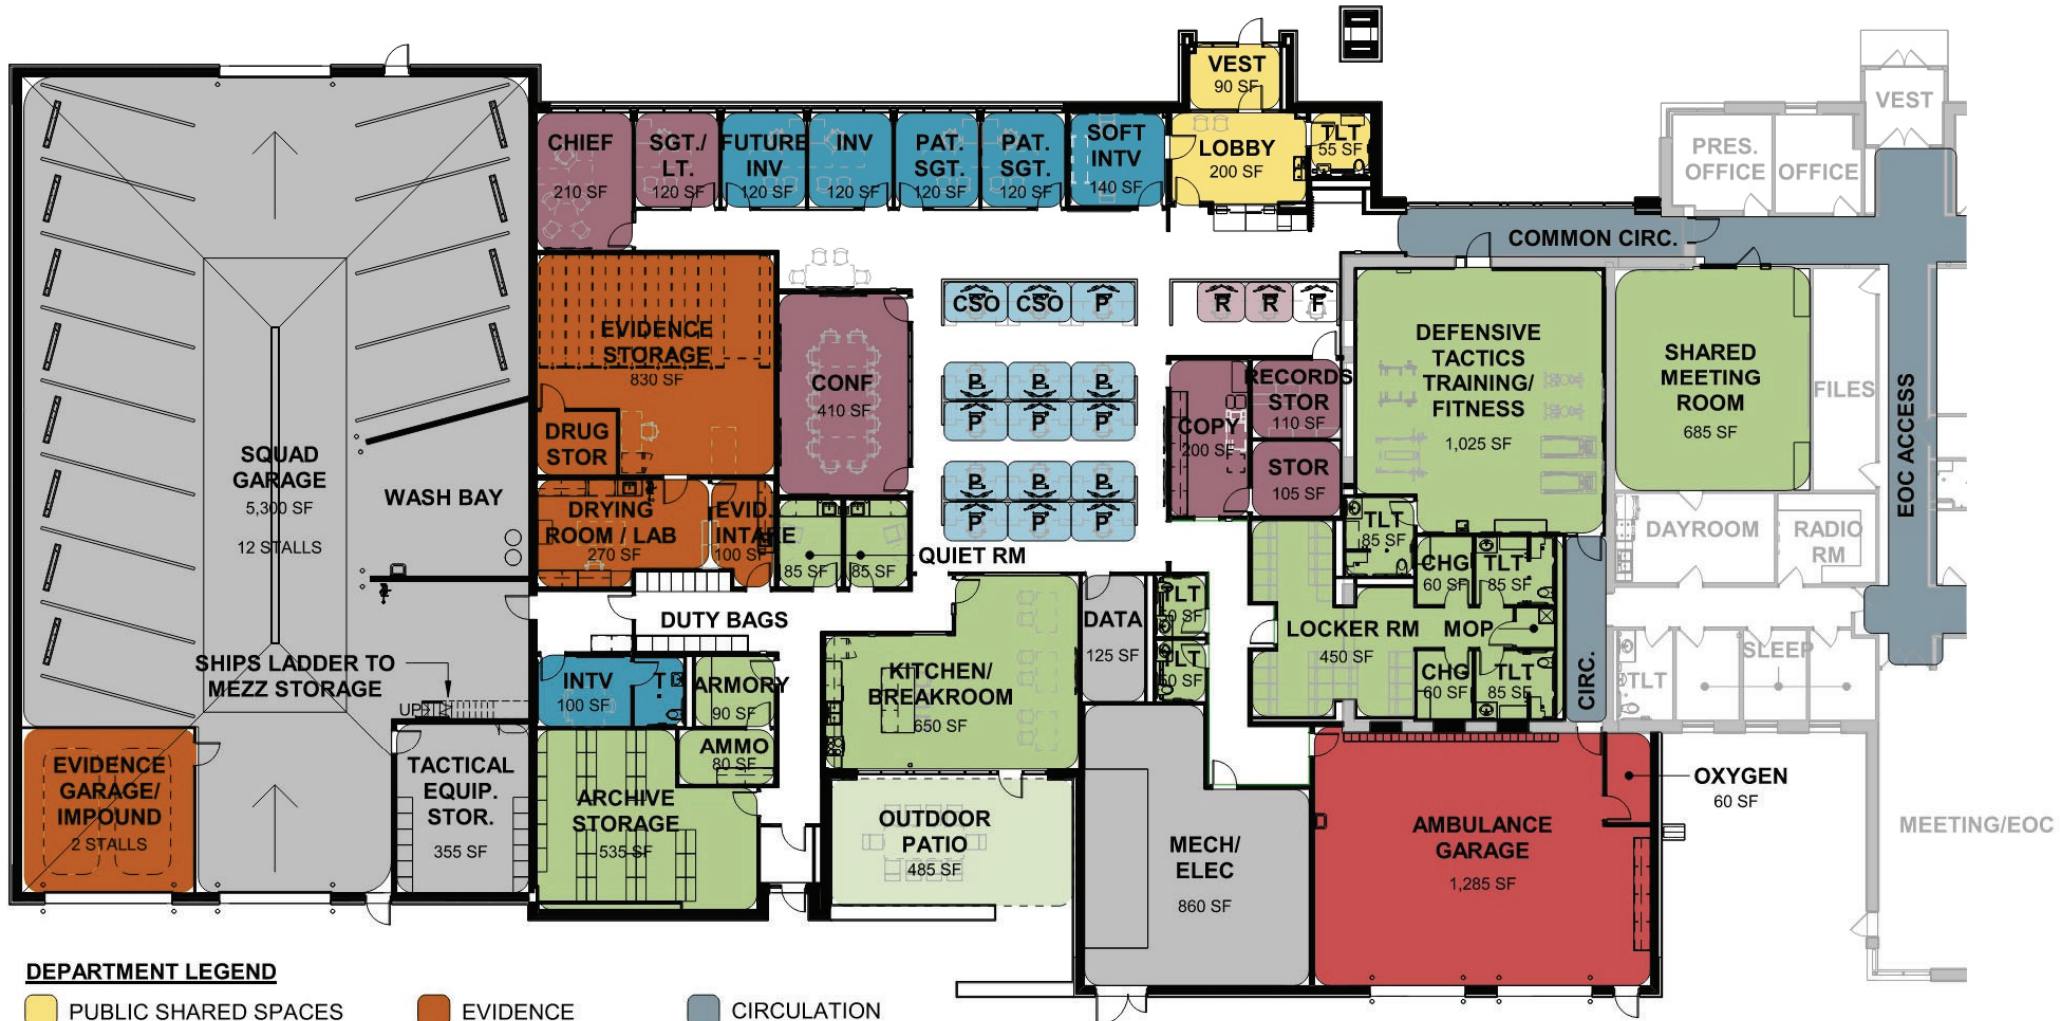 VEST
90 SF
CHIEF
210 SF
SGT./
LT.
120 SF
FUTURE
INV
120 SF
INV
120 SF
PAT.
SGT.
120 SF
PAT.
SGT.
120 SF
SOFT
INTV
140 SF
LOBBY
200 SF
TLT
55 SF
PRES.
OFFICE
OFFICE
VEST
COMMON CIRC.
EVIDENCE
STORAGE
830 SF
DRUG
STOR
CONF
410 SF
CSO
CSO
P
R
R
F
P
P
P
P
P
P
P
P
P
P
P
P
COPY
200 SF
RECORDS
STOR
110 SF
STOR
105 SF
DEFENSIVE
TACTICS
TRAINING/
FITNESS
1,025 SF
SHARED
MEETING
ROOM
685 SF
FILES
EOC ACCESS
SQUAD
GARAGE
5,300 SF
12 STALLS
WASH BAY
DRYING
ROOM / LAB
270 SF
EVID.
INTAKE
100 SF
85 SF
85 SF
QUIET RM
TLT
85 SF
CHG
60 SF
TLT
85 SF
DAYROOM
RADIO
RM
DUTY BAGS
DATA
125 SF
TLT
50 SF
TLT
50 SF
LOCKER RM
450 SF
MOP
CHG
60 SF
TLT
85 SF
CIRC.
TLT
SLEEP
SHIPS LADDER TO
MEZZ STORAGE
UP
INTV
100 SF
T
ARMORY
90 SF
KITCHEN/
BREAKROOM
650 SF
AMMO
80 SF
EVIDENCE
GARAGE/
IMPOUND
2 STALLS
TACTICAL
EQUIP.
STOR.
355 SF
ARCHIVE
STORAGE
535 SF
OUTDOOR
PATIO
485 SF
MECH/
ELEC
860 SF
AMBULANCE
GARAGE
1,285 SF
OXYGEN
60 SF
MEETING/EOC
DEPARTMENT LEGEND
PUBLIC SHARED SPACES
EVIDENCE
CIRCULATION